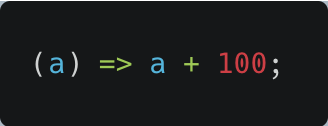 (a) => a + 100;